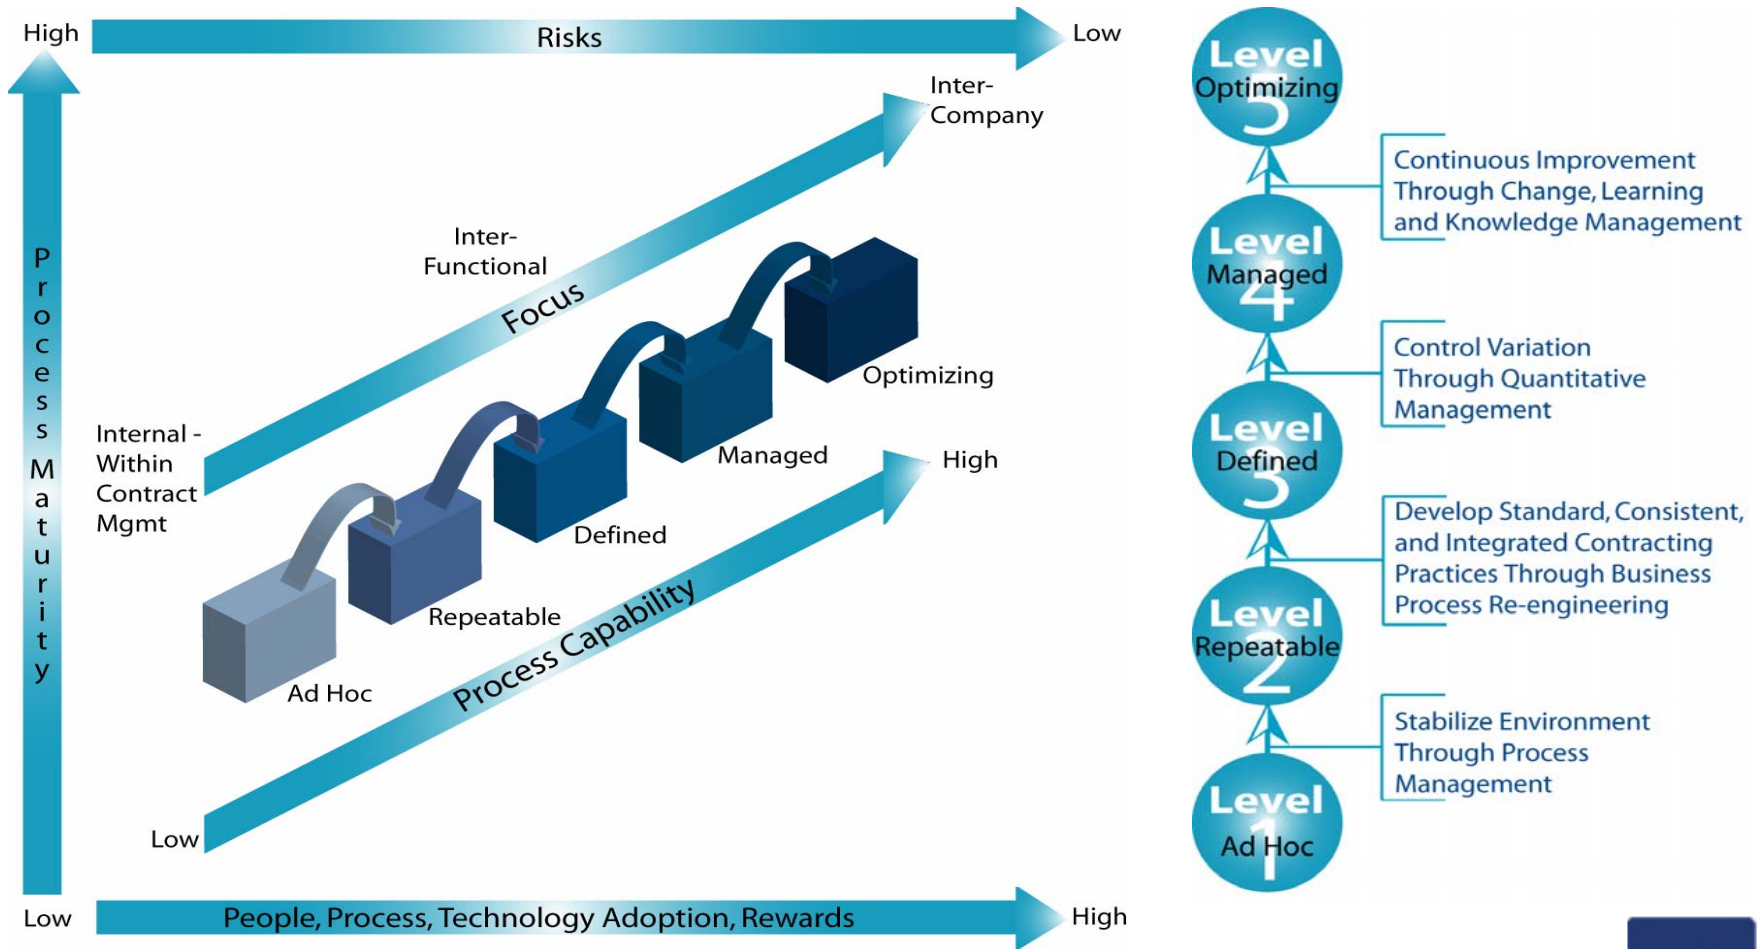 High
Risks
Low
Inter-
Company
Inter-
Functional
Focus
Process Maturity
Internal -
Within
Contract
Mgmt
Optimizing
Managed
Defined
Repeatable
Ad Hoc
High
Process Capability
Low
Low
People, Process, Technology Adoption, Rewards
High
Level
Optimizing
5
Continuous Improvement
Through Change, Learning
and Knowledge Management
Level
Managed
4
Control Variation
Through Quantitative
Management
Level
Defined
3
Develop Standard, Consistent,
and Integrated Contracting
Practices Through Business
Process Re-engineering
Level
Repeatable
2
Stabilize Environment
Through Process
Management
Level
Ad Hoc
1